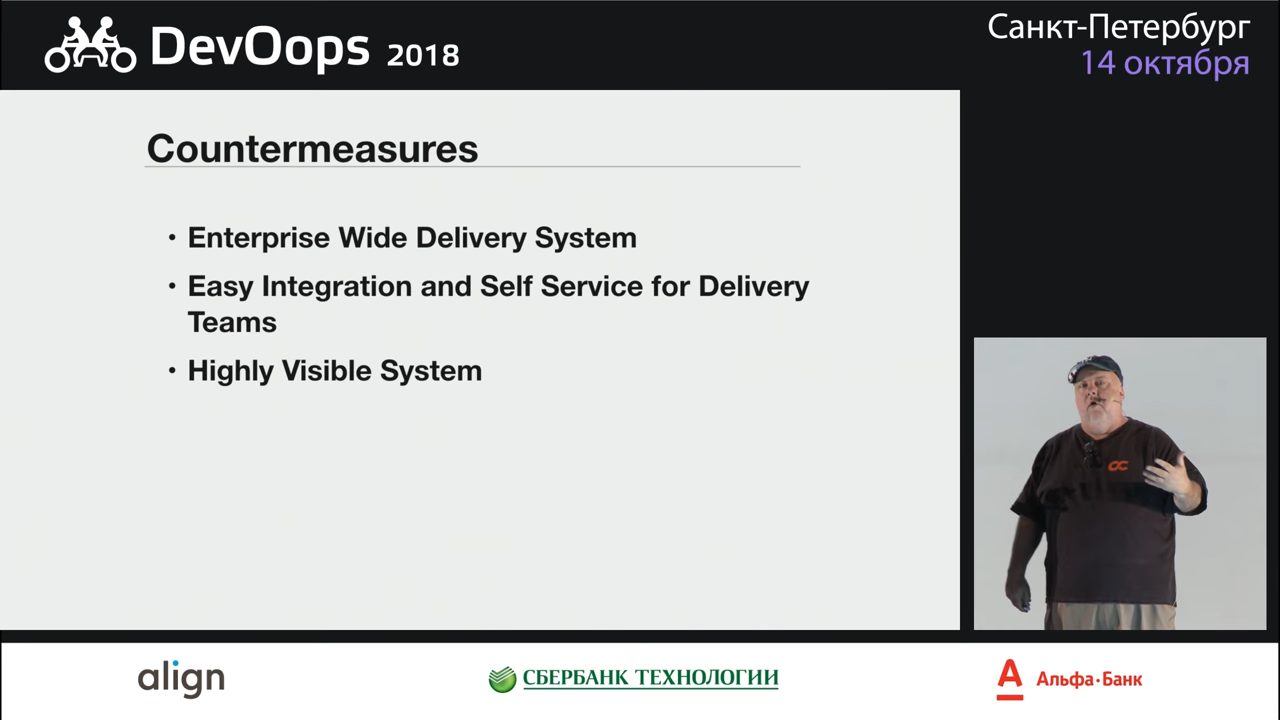 DevOops 2018
Санкт-Петербург
14 октября
Countermeasures
• Enterprise Wide Delivery System
• Easy Integration and Self Service for Delivery
Teams
• Highly Visible System
OC
align
СБЕРБАНК ТЕХНОЛОГИИ
Альфа·Банк